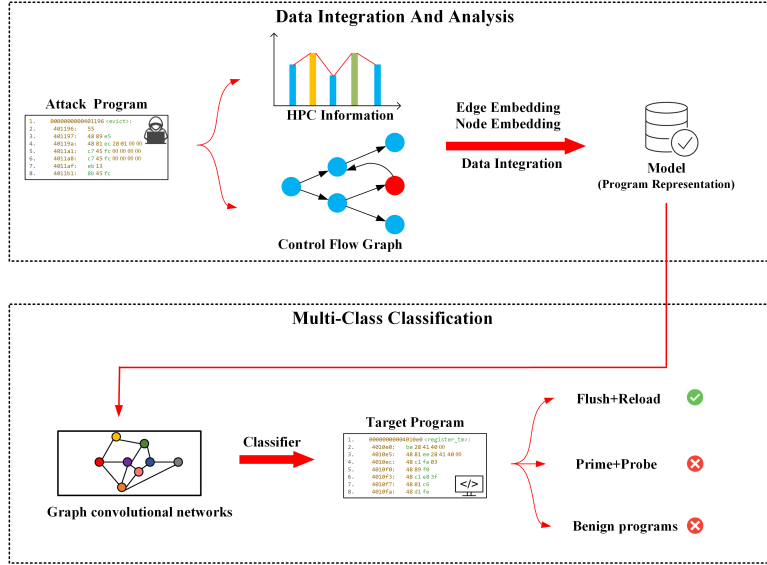 Data Integration And Analysis
Attack Program
1. 0000000000401196 <evict>:
2. 401196: 55
3. 401197: 48 89 e5
4. 40119a: 48 81 ec 28 01 00 00
5. 4011a1: c7 45 fc 00 00 00 00
6. 4011a8: c7 45 fc 00 00 00 00
7. 4011af: eb 13
8. 4011b1: 8b 45 fc
HPC Information
Control Flow Graph
Edge Embedding
Node Embedding
Data Integration
Model
(Program Representation)
Multi-Class Classification
Graph convolutional networks
Classifier
Target Program
1. 00000000004010e0 <register_tm>:
2. 4010e0: be 28 41 40 00
3. 4010e5: 48 81 ee 28 41 40 00
4. 4010ec: 48 c1 fe 03
5. 4010f0: 48 89 f0
6. 4010f3: 48 c1 e8 3f
7. 4010f7: 48 01 c6
8. 4010fa: 48 d1 fe
</>
Flush+Reload
Prime+Probe
Benign programs